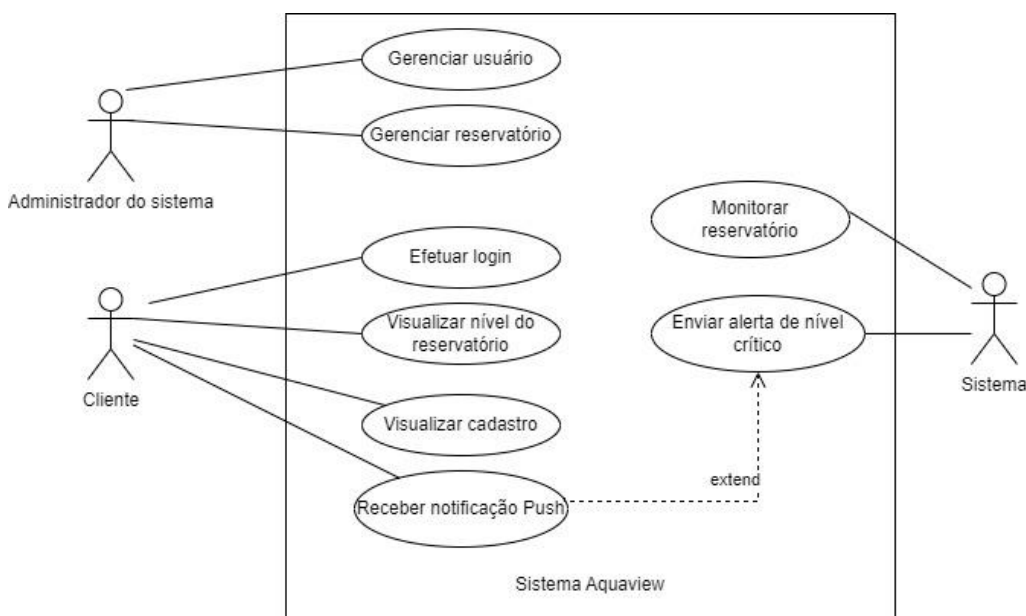 Gerenciar usuário
Gerenciar reservatório
Administrador do sistema
Monitorar
reservatório
Efetuar login
Visualizar nível do
reservatório
Enviar alerta de nível
crítico
Cliente
Sistema
Visualizar cadastro
extend
Receber notificação Push
Sistema Aquaview